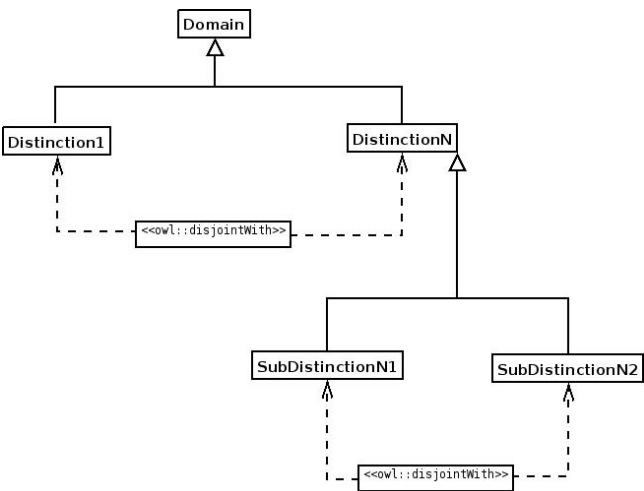 Domain
Distinction1
DistinctionN
<<owl::disjointWith>>
SubDistinctionN1
SubDistinctionN2
<<owl::disjointWith>>